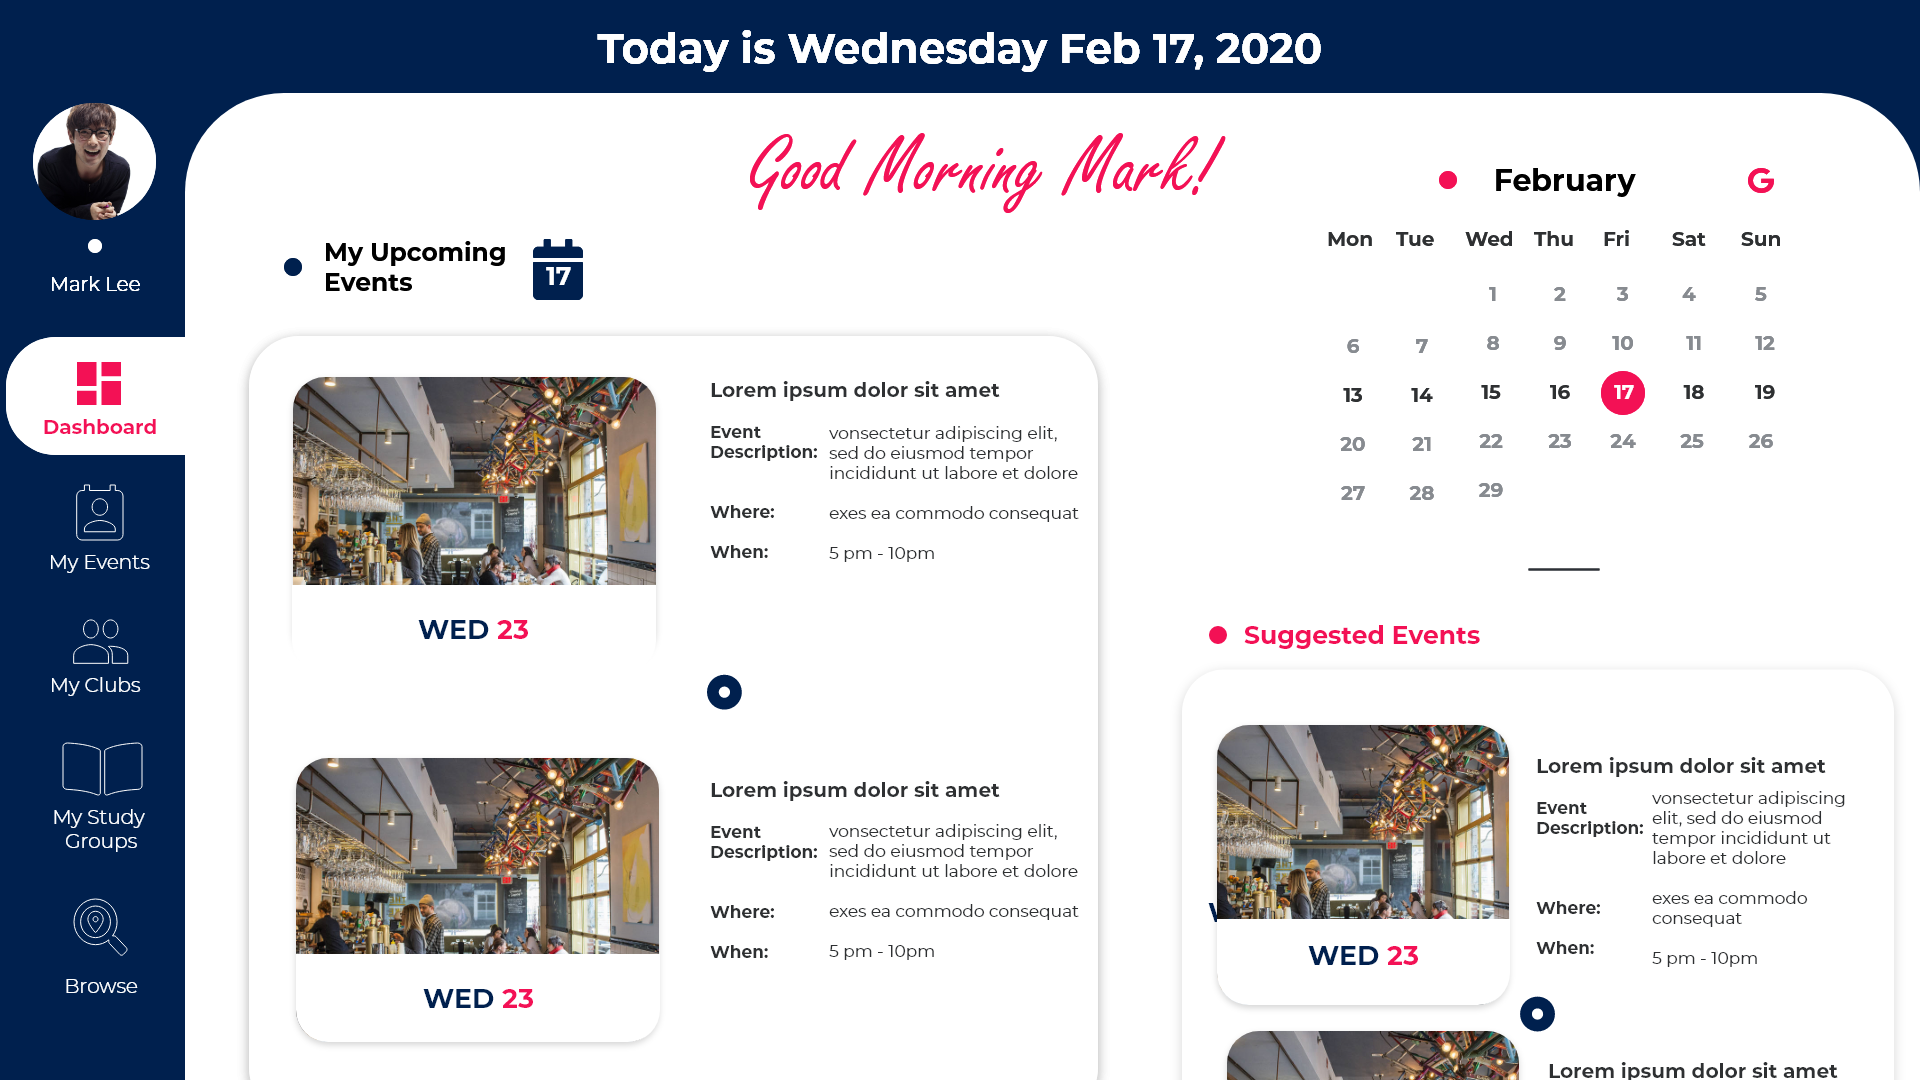 Today is Wednesday Feb 17, 2020
Good Morning Mark!
Mark Lee
Dashboard
My Events
My Clubs
My Study
Groups
Browse
My Upcoming
Events
17
Lorem ipsum dolor sit amet
Event
Description:
vonsectetur adipiscing elit,
sed do eiusmod tempor
incididunt ut labore et dolore
Where:
exes ea commodo consequat
When:
5 pm - 10pm
WED 23
Lorem ipsum dolor sit amet
Event
Description:
vonsectetur adipiscing elit,
sed do eiusmod tempor
incididunt ut labore et dolore
Where:
exes ea commodo consequat
When:
5 pm - 10pm
WED 23
February
G
Mon Tue Wed Thu Fri Sat Sun
1 2 3 4 5
6 7 8 9 10 11 12
13 14 15 16 17 18 19
20 21 22 23 24 25 26
27 28 29
Suggested Events
Lorem ipsum dolor sit amet
Event
Description:
vonsectetur adipiscing
elit, sed do eiusmod
tempor incididunt ut
labore et dolore
Where:
exes ea commodo
consequat
When:
5 pm - 10pm
WED 23
Lorem ipsum dolor sit amet